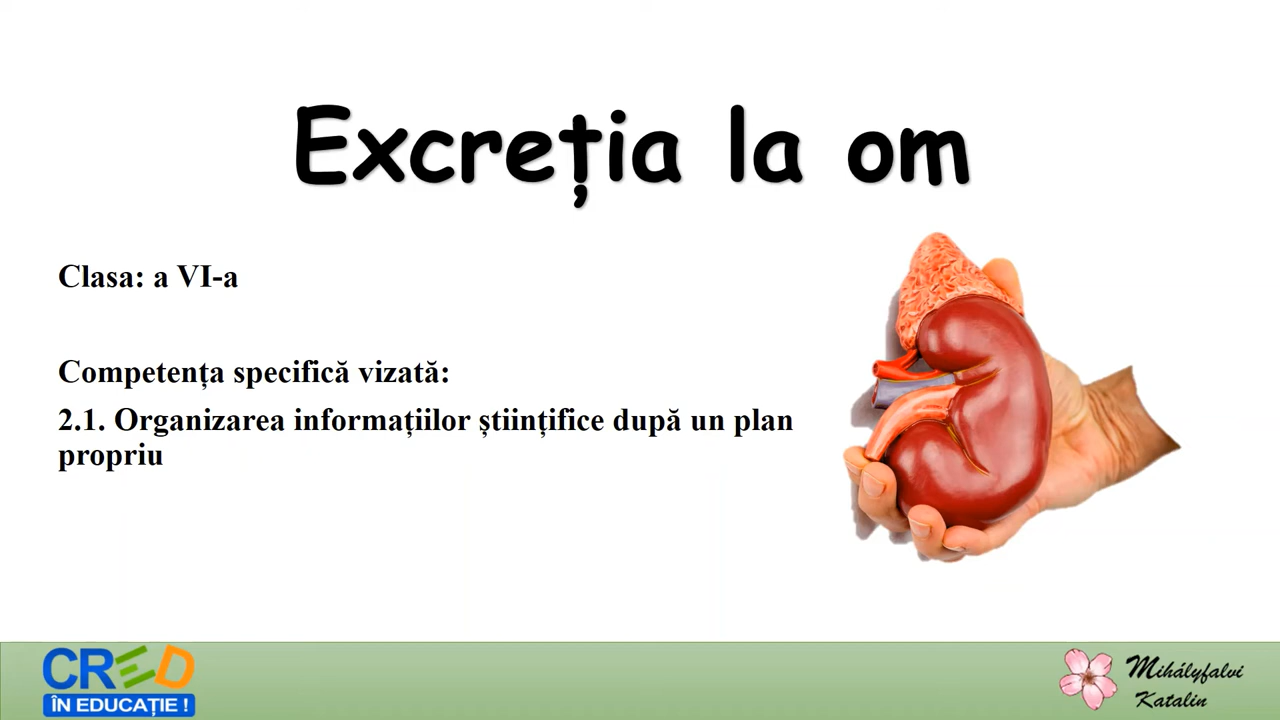 Excreția la om
Clasa: a VI-a
Competența specifică vizată:
2.1. Organizarea informațiilor științifice după un plan
propriu
CRED
ÎN EDUCAȚIE !
Mihályfalvi
Katalin